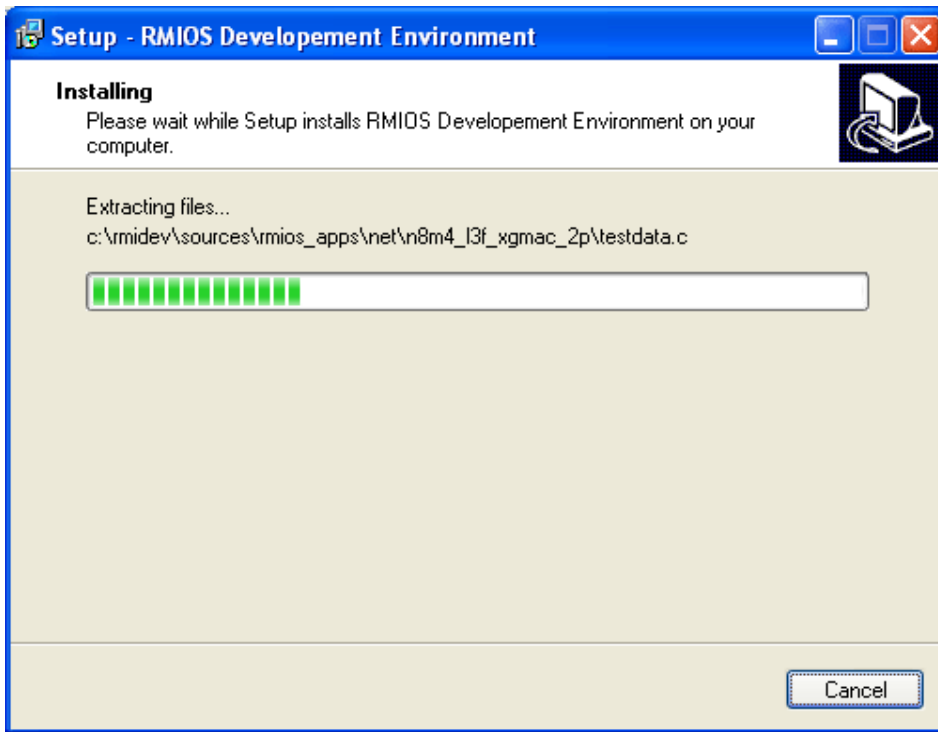 Setup - RMIOS Developement Environment
Installing
Please wait while Setup installs RMIOS Developement Environment on your
computer.
Extracting files...
c:\rmidev\sources\rmios_apps\net\n8m4_l3f_xgmac_2p\testdata.c
Cancel